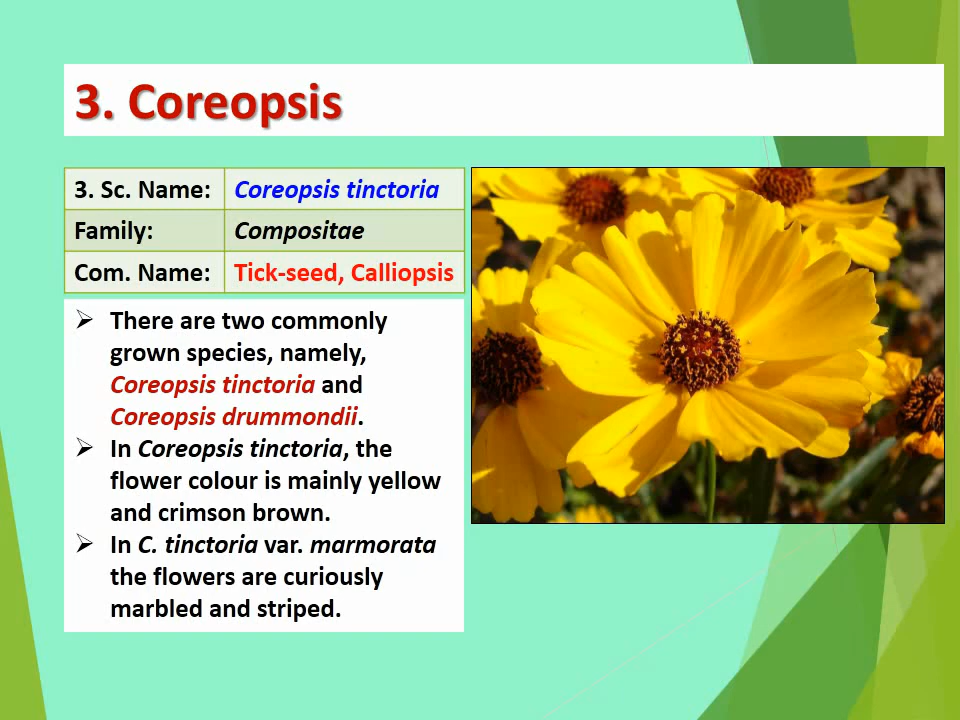 3. Coreopsis
3. Sc. Name: Coreopsis tinctoria
Family: Compositae
Com. Name: Tick-seed, Calliopsis
➢ There are two commonly
grown species, namely,
Coreopsis tinctoria and
Coreopsis drummondii.
➢ In Coreopsis tinctoria, the
flower colour is mainly yellow
and crimson brown.
➢ In C. tinctoria var. marmorata
the flowers are curiously
marbled and striped.